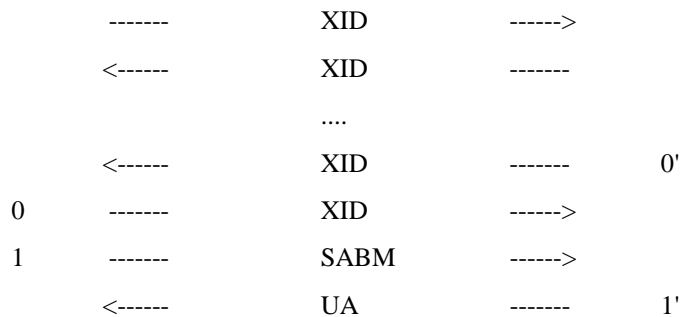 ------- XID ------>
<------ XID -------
....
<------ XID ------- 0'
0 ------- XID ------>
1 ------- SABM ------>
<------ UA ------- 1'